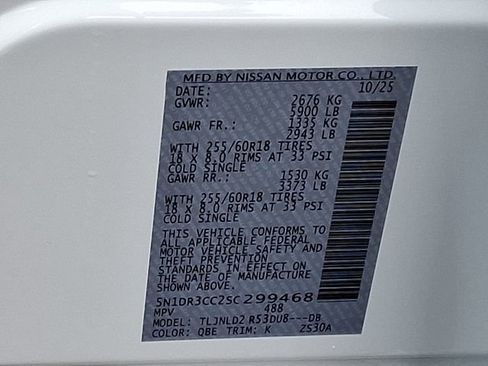 MFD BY NISSAN MOTOR CO., LTD.
DATE: 10/25
GVWR: 2676 KG
5900 LB
GAWR FR.: 1335 KG
2943 LB
WITH 255/60R18 TIRES
18 X 8.0 RIMS AT 33 PSI
COLD SINGLE
GAWR RR.: 1530 KG
3373 LB
WITH 255/60R18 TIRES
18 X 8.0 RIMS AT 33 PSI
COLD SINGLE
THIS VEHICLE CONFORMS TO
ALL APPLICABLE FEDERAL
MOTOR VEHICLE SAFETY AND
THEFT PREVENTION
STANDARDS IN EFFECT ON
THE DATE OF MANUFACTURE
SHOWN ABOVE.
5N1DR3CC2SC299468
MPV 488
MODEL: TLJNLD2 R53DU8---DB
COLOR: QBE TRIM: K ZS30A